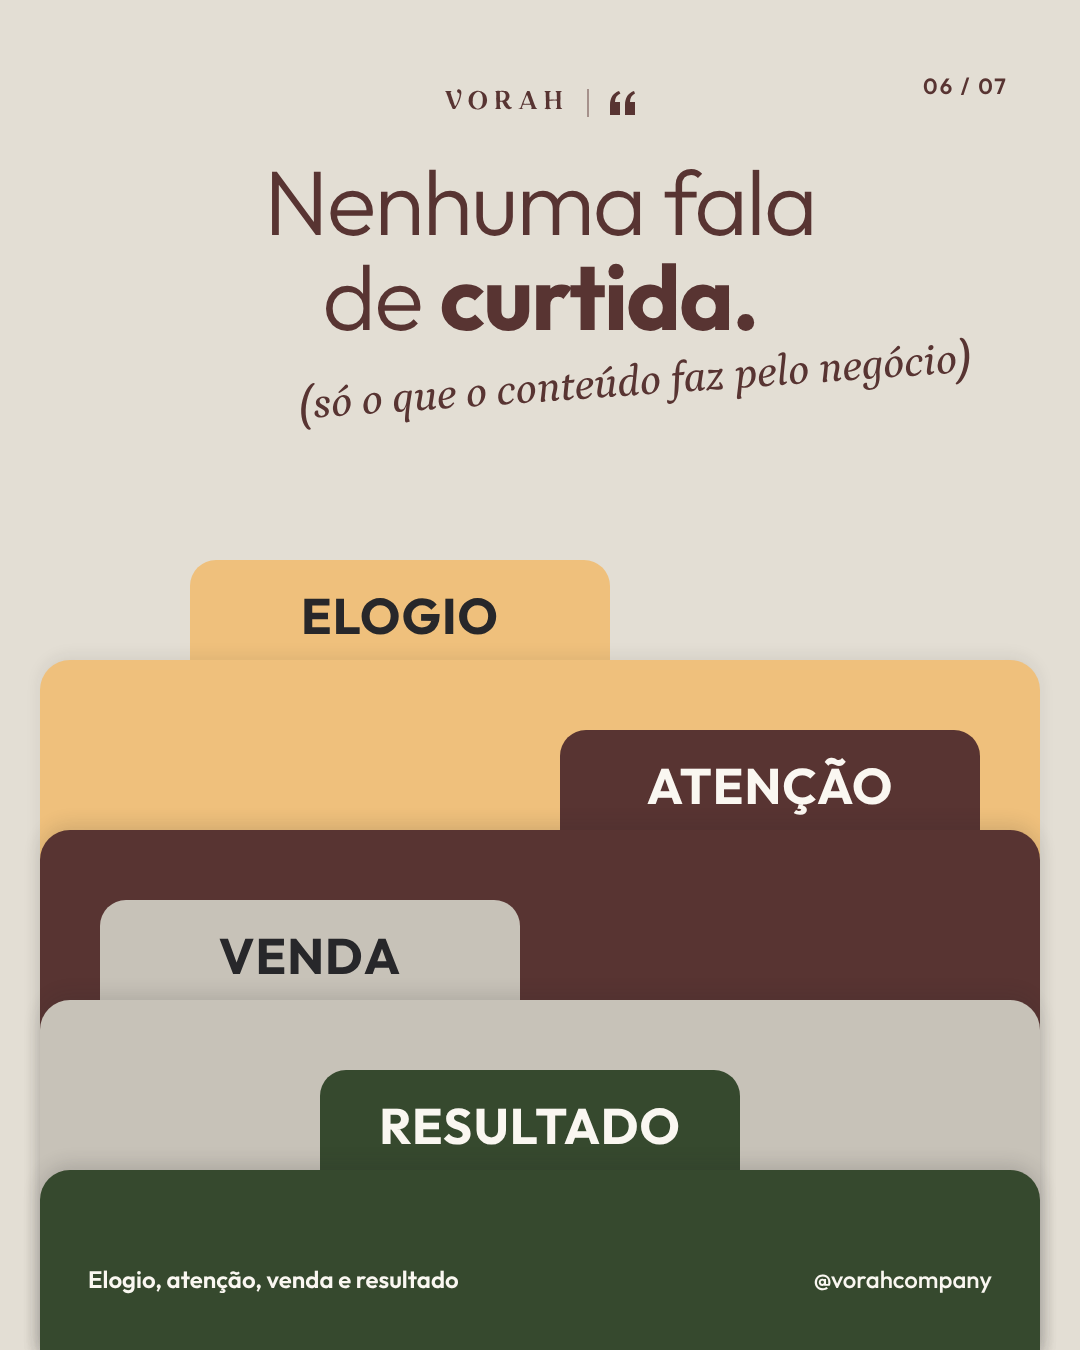 VORAH | “
06 / 07
Nenhuma fala
de curtida.
(só o que o conteúdo faz pelo negócio)
ELOGIO
ATENÇÃO
VENDA
RESULTADO
Elogio, atenção, venda e resultado
@vorahcompany